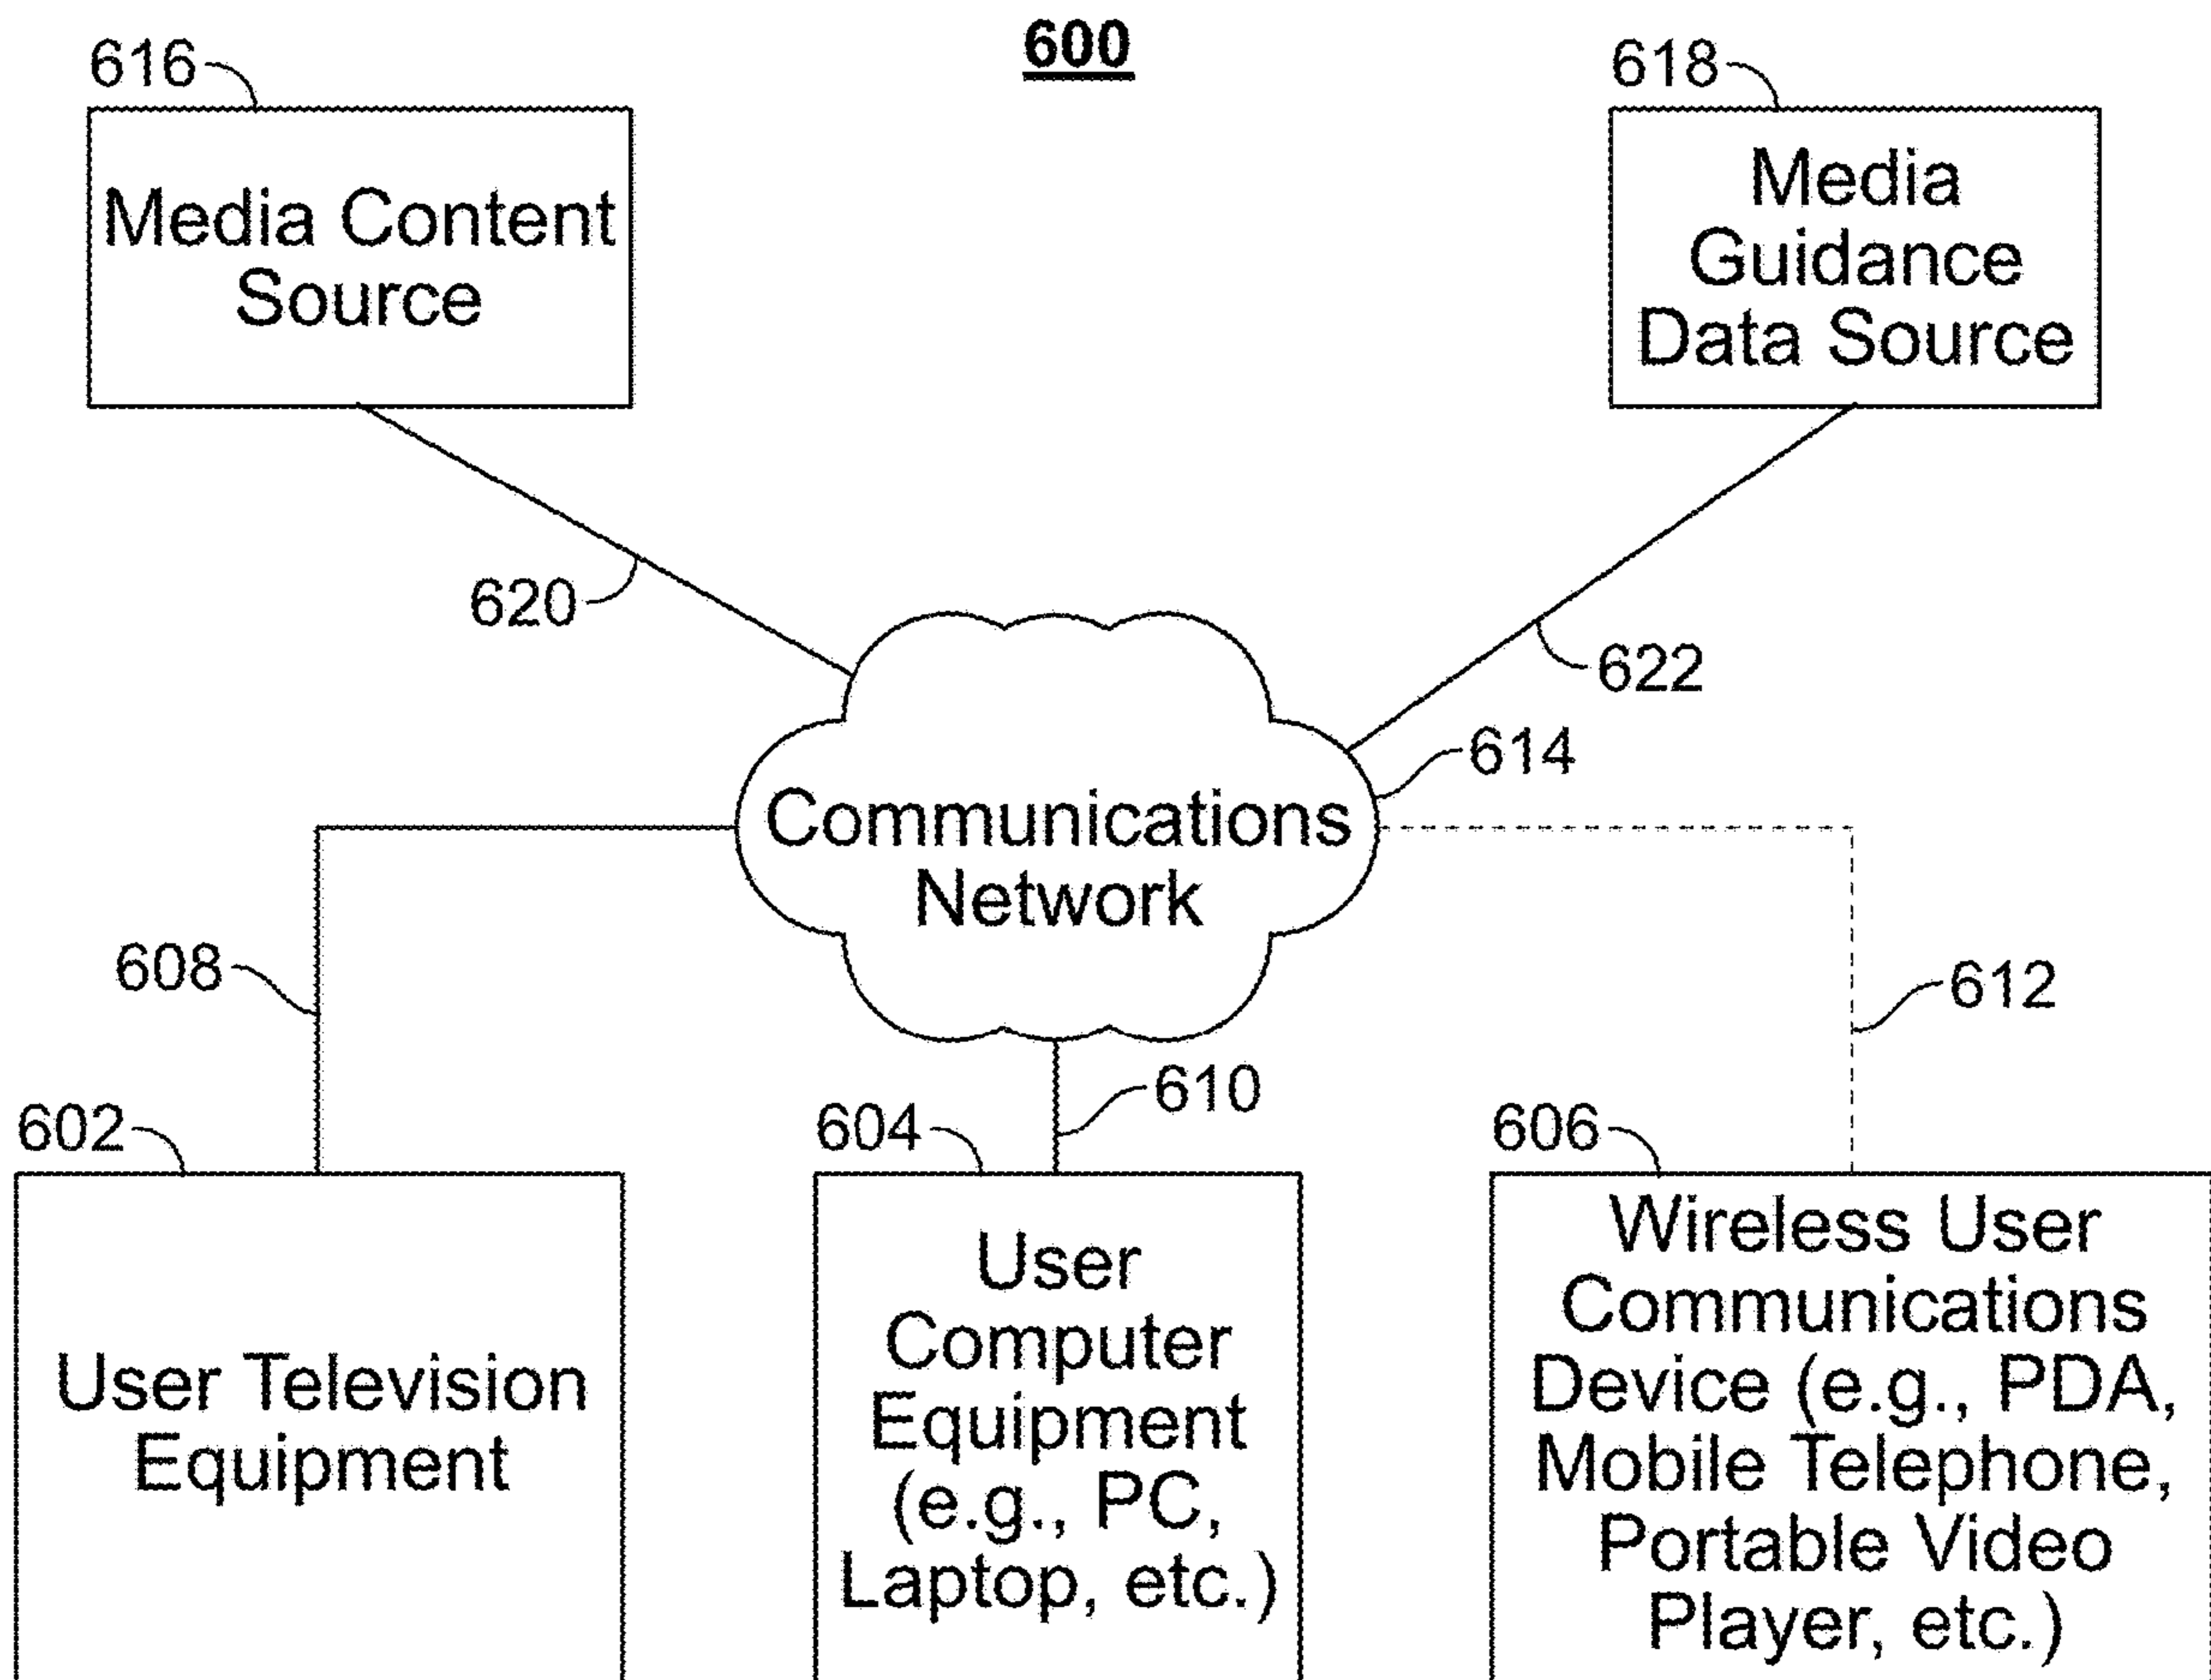 600
616
618
Media Content
Source
Media
Guidance
Data Source
620
622
614
Communications
Network
608
612
610
602
604
606
User Television
Equipment
User
Computer
Equipment
(e.g., PC,
Laptop, etc.)
Wireless User
Communications
Device (e.g., PDA,
Mobile Telephone,
Portable Video
Player, etc.)